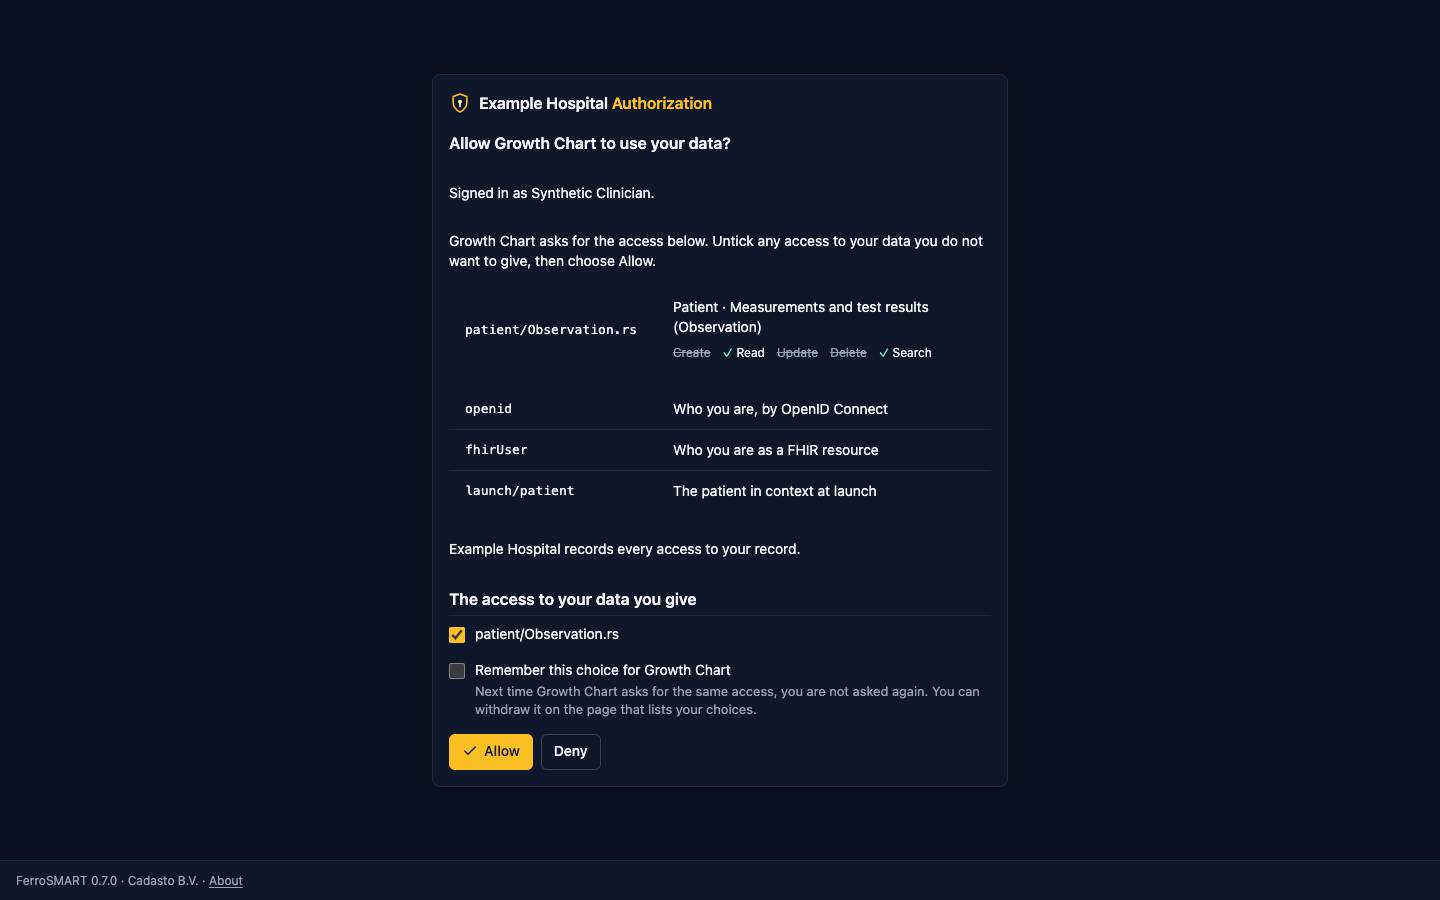 Example Hospital Authorization
Allow Growth Chart to use your data?
Signed in as Synthetic Clinician.
Growth Chart asks for the access below. Untick any access to your data you do not
want to give, then choose Allow.
patient/Observation.rs
Patient · Measurements and test results
(Observation)
Create ✓ Read Update Delete ✓ Search
openid Who you are, by OpenID Connect
fhirUser Who you are as a FHIR resource
launch/patient The patient in context at launch
Example Hospital records every access to your record.
The access to your data you give
patient/Observation.rs
Remember this choice for Growth Chart
Next time Growth Chart asks for the same access, you are not asked again. You can
withdraw it on the page that lists your choices.
✓ Allow Deny
FerroSMART 0.7.0 · Cadasto B.V. · About